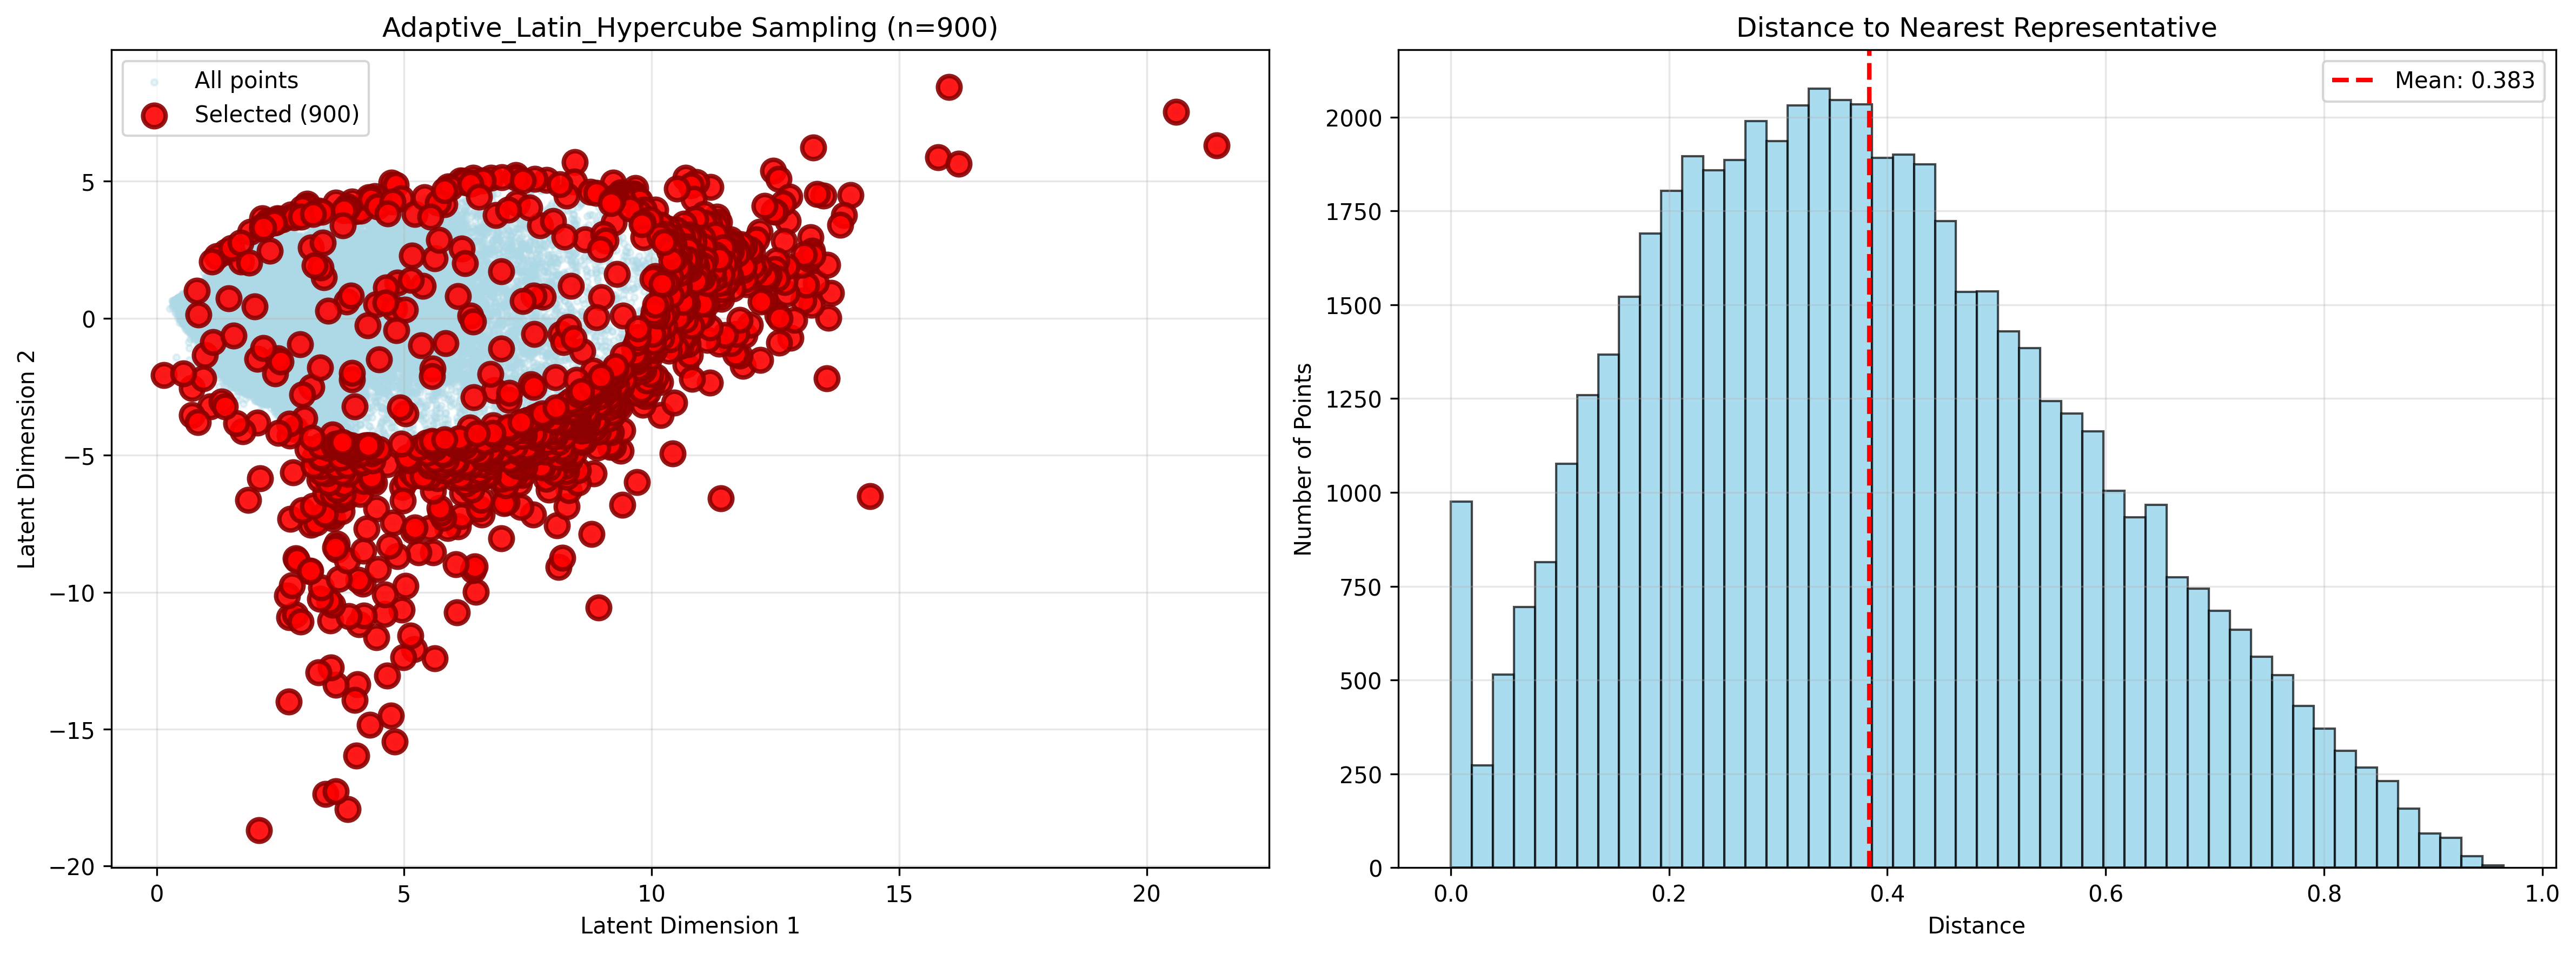 Adaptive_Latin_Hypercube Sampling (n=900)
All points
Selected (900)
5
0
−5
−10
−15
−20
Latent Dimension 2
0
5
10
15
20
Latent Dimension 1
Distance to Nearest Representative
Mean: 0.383
2000
1750
1500
1250
1000
750
500
250
0
Number of Points
0.0
0.2
0.4
0.6
0.8
1.0
Distance